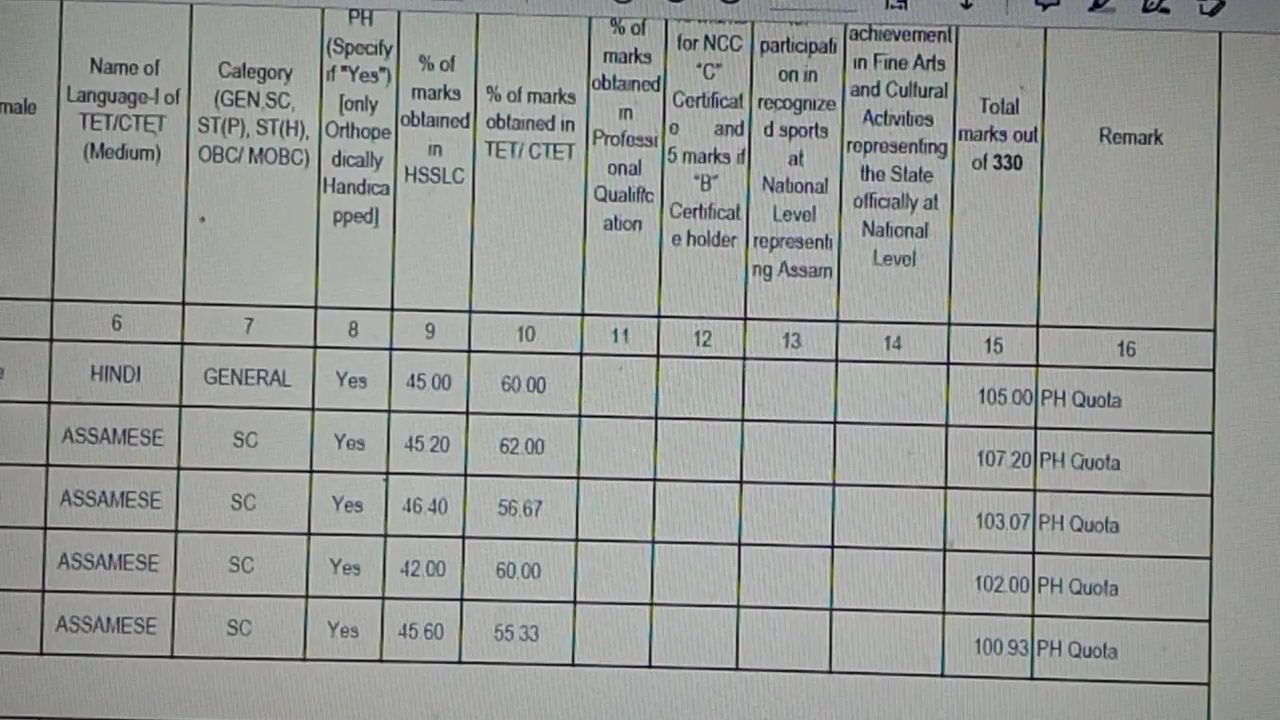 male
Name of
Language-I of
TET/CTET
(Medium)
Category
(GEN,SC,
ST(P), ST(H),
OBC/ MOBC)
PH
(Specify
if "Yes")
[only
Orthope
dically
Handica
pped]
% of
marks
obtained
in
HSSLC
% of marks
obtained in
TET/ CTET
% of
marks
obtained
in
Professi
onal
Qualific
ation
for NCC
"C"
Certificat
e and
5 marks if
"B"
Certificat
e holder
participati
on in
recognize
d sports
at
National
Level
representi
ng Assam
achievement
in Fine Arts
and Cultural
Activities
representing
the State
officially at
National
Level
Total
marks out
of 330
Remark
6 7 8 9 10 11 12 13 14 15 16
HINDI GENERAL Yes 45.00 60.00 105.00 PH Quota
ASSAMESE SC Yes 45.20 62.00 107.20 PH Quota
ASSAMESE SC Yes 46.40 56.67 103.07 PH Quota
ASSAMESE SC Yes 42.00 60.00 102.00 PH Quota
ASSAMESE SC Yes 45.60 55.33 100.93 PH Quota